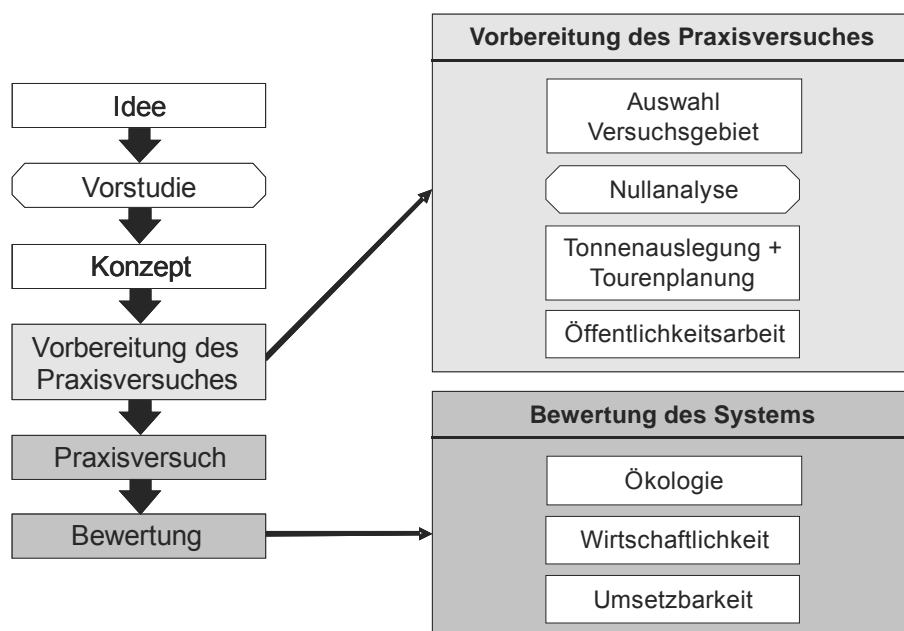 Idee
Vorstudie
Konzept
Vorbereitung des
Praxisversuches
Praxisversuch
Bewertung
Vorbereitung des Praxisversuches
Auswahl
Versuchsgebiet
Nullanalyse
Tonnenauslegung +
Tourenplanung
Öffentlichkeitsarbeit
Bewertung des Systems
Ökologie
Wirtschaftlichkeit
Umsetzbarkeit